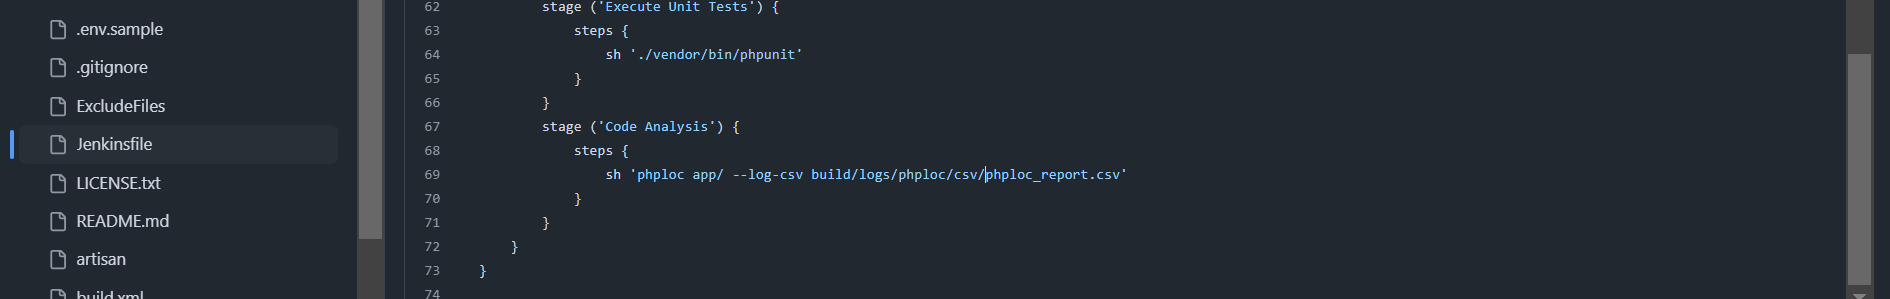 .env.sample
.gitignore
ExcludeFiles
Jenkinsfile
LICENSE.txt
README.md
artisan
build.xml
62 stage ('Execute Unit Tests') {
63 steps {
64 sh './vendor/bin/phpunit'
65 }
66 }
67 stage ('Code Analysis') {
68 steps {
69 sh 'phploc app/ --log-csv build/logs/phploc/csv/phploc_report.csv'
70 }
71 }
72 }
73 }
74